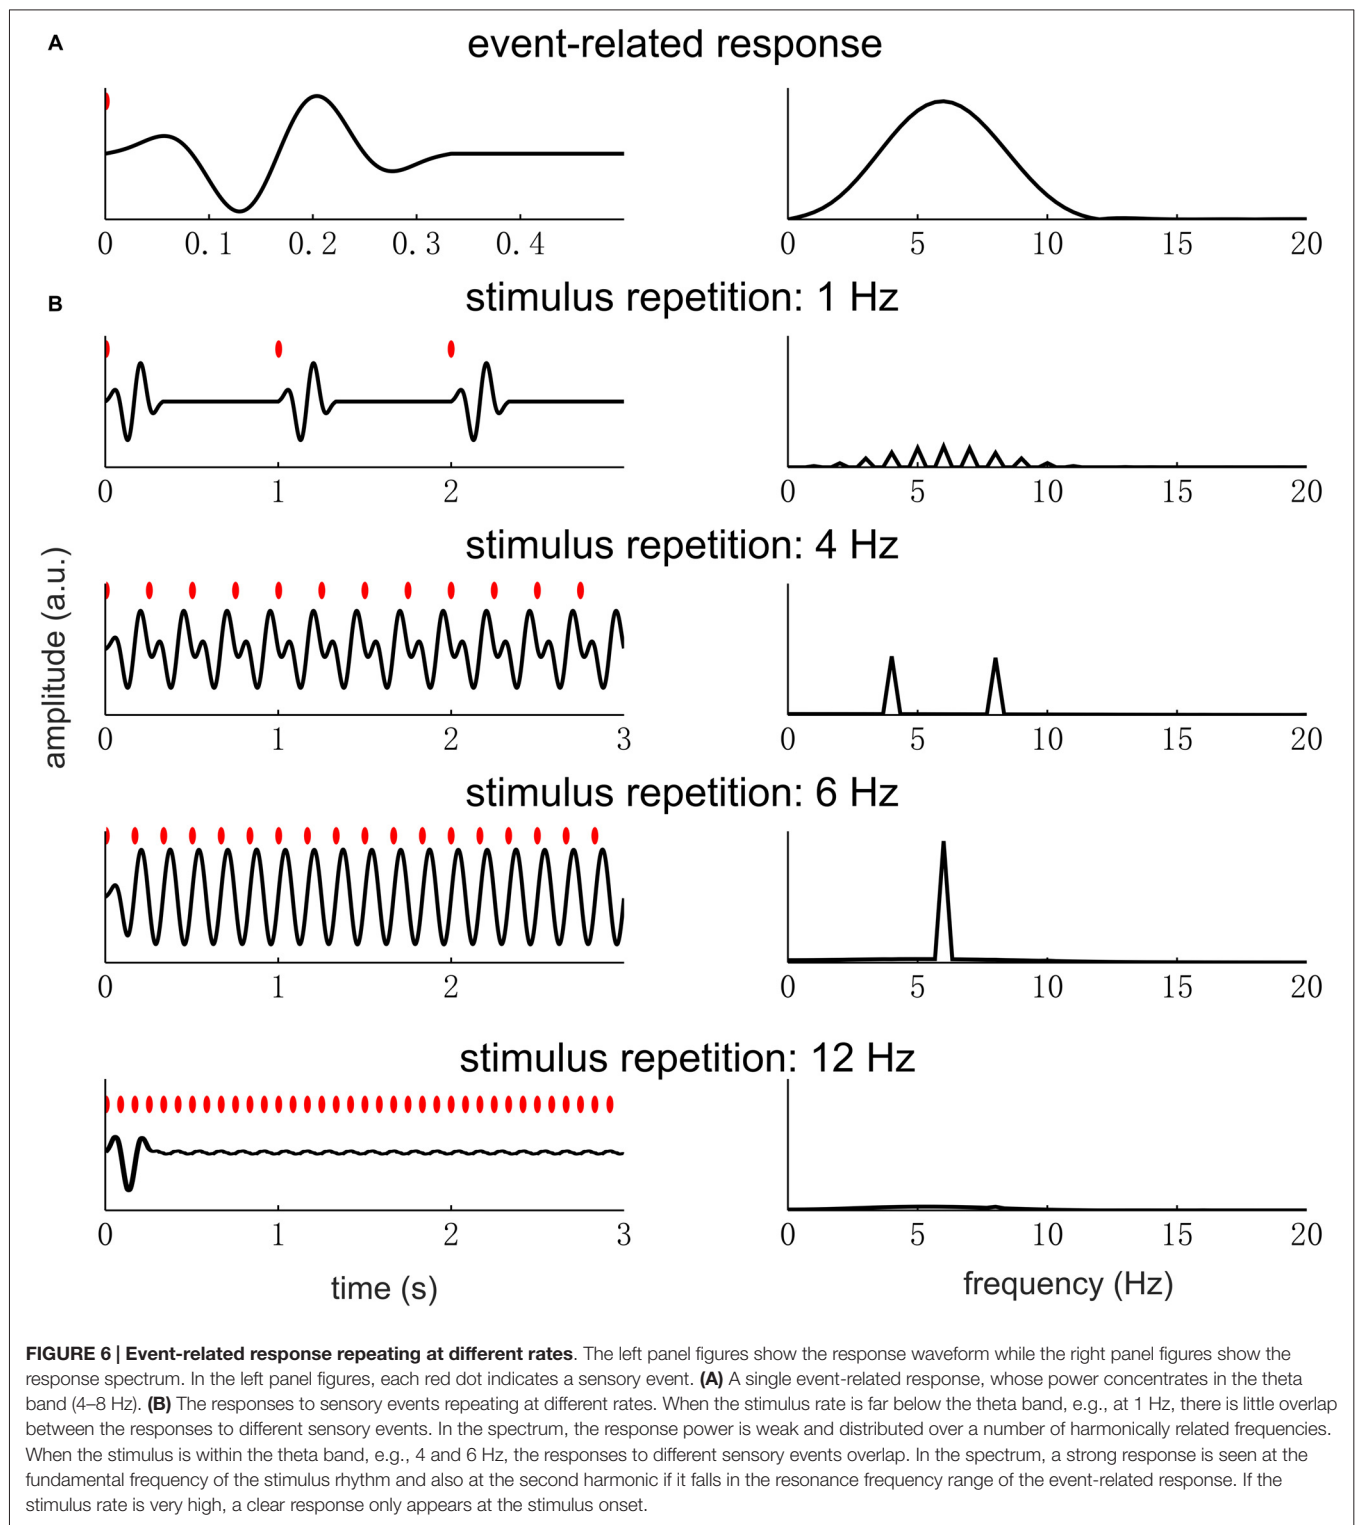 A
event-related response
0 0.1 0.2 0.3 0.4
0 5 10 15 20
B
stimulus repetition: 1 Hz
0 1 2
0 5 10 15 20
stimulus repetition: 4 Hz
0 1 2 3
0 5 10 15 20
amplitude (a.u.)
stimulus repetition: 6 Hz
0 1 2
0 5 10 15 20
stimulus repetition: 12 Hz
0 1 2 3
0 5 10 15 20
time (s)
frequency (Hz)
FIGURE 6 | Event-related response repeating at different rates. The left panel figures show the response waveform while the right panel figures show the
response spectrum. In the left panel figures, each red dot indicates a sensory event. (A) A single event-related response, whose power concentrates in the theta
band (4–8 Hz). (B) The responses to sensory events repeating at different rates. When the stimulus rate is far below the theta band, e.g., at 1 Hz, there is little overlap
between the responses to different sensory events. In the spectrum, the response power is weak and distributed over a number of harmonically related frequencies.
When the stimulus is within the theta band, e.g., 4 and 6 Hz, the responses to different sensory events overlap. In the spectrum, a strong response is seen at the
fundamental frequency of the stimulus rhythm and also at the second harmonic if it falls in the resonance frequency range of the event-related response. If the
stimulus rate is very high, a clear response only appears at the stimulus onset.